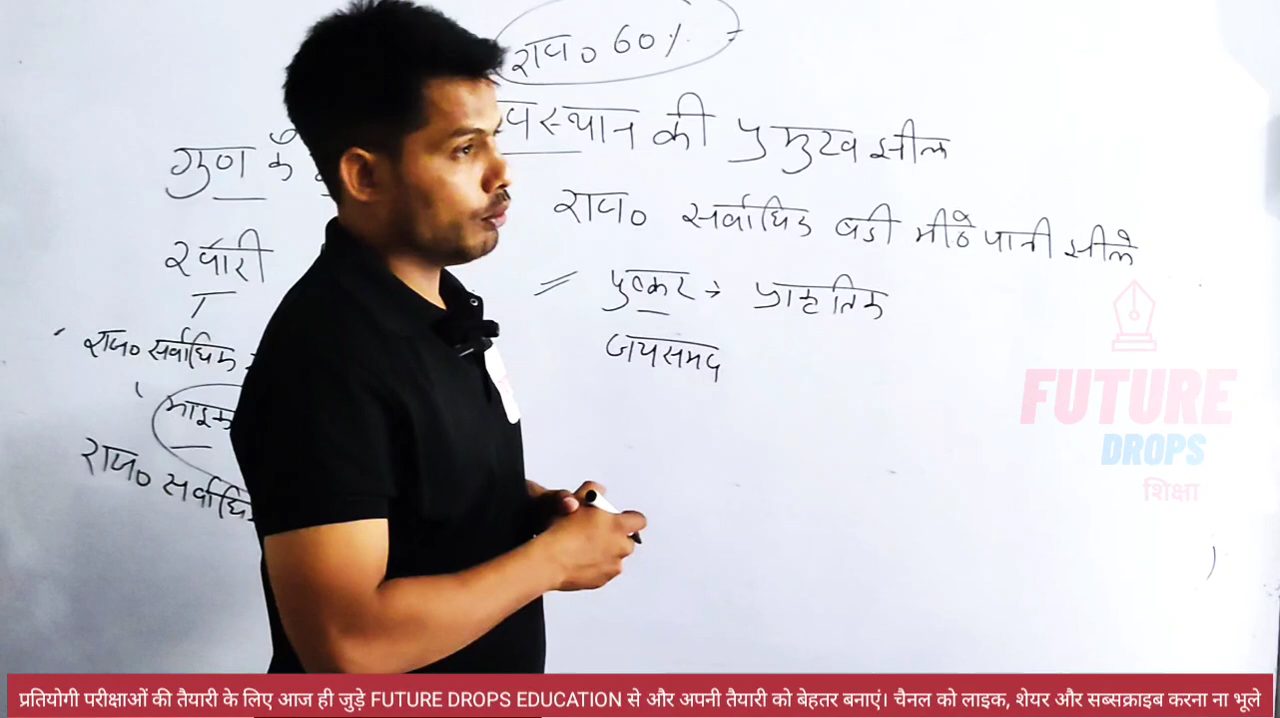 राज० 60%
गुण के
स्थान की प्रमुख झील
राज० सर्वाधिक बडी मीठे पानी झीले
खारी
= पुष्कर → प्राकृतिक
राज० सर्वाधिक
जयसमद
राज० सर्वाधि
FUTURE
DROPS
शिक्षा
प्रतियोगी परीक्षाओं की तैयारी के लिए आज ही जुड़े FUTURE DROPS EDUCATION से और अपनी तैयारी को बेहतर बनाएं। चैनल को लाइक, शेयर और सब्सक्राइब करना ना भूले